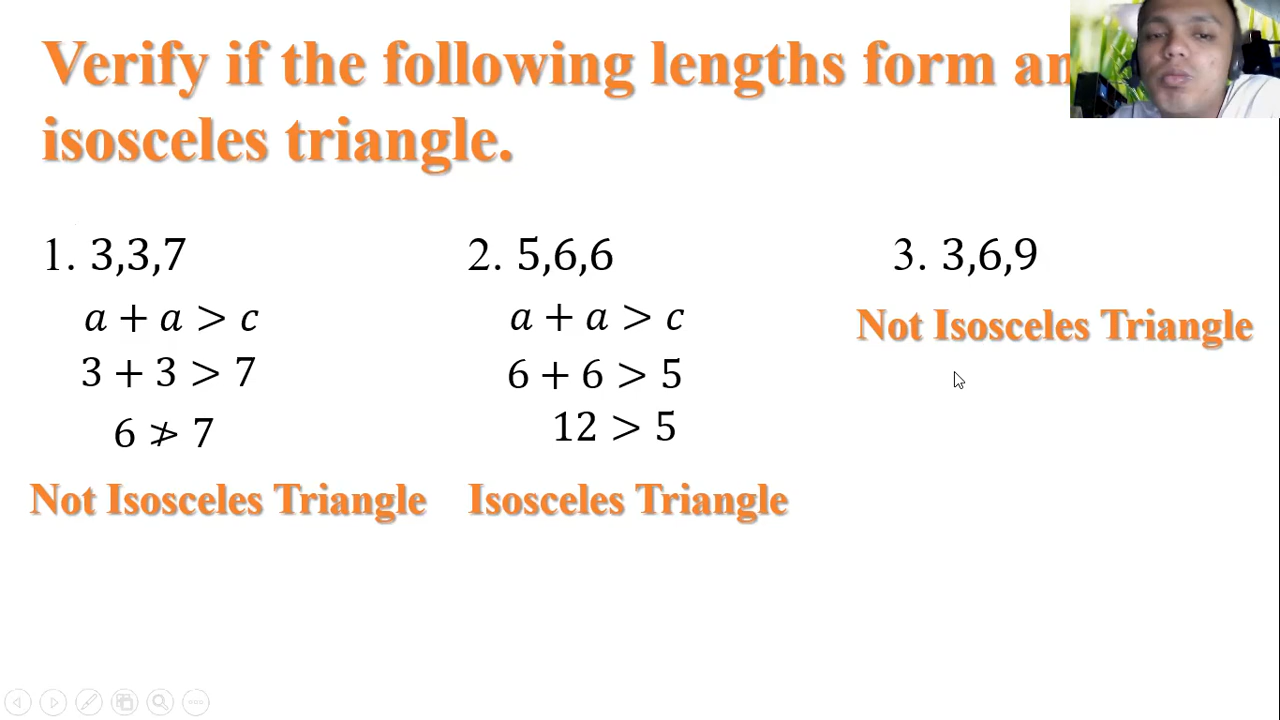 Verify if the following lengths form an
isosceles triangle.
1. 3,3,7
a + a > c
3 + 3 > 7
6 ≯ 7
Not Isosceles Triangle
2. 5,6,6
a + a > c
6 + 6 > 5
12 > 5
Isosceles Triangle
3. 3,6,9
Not Isosceles Triangle